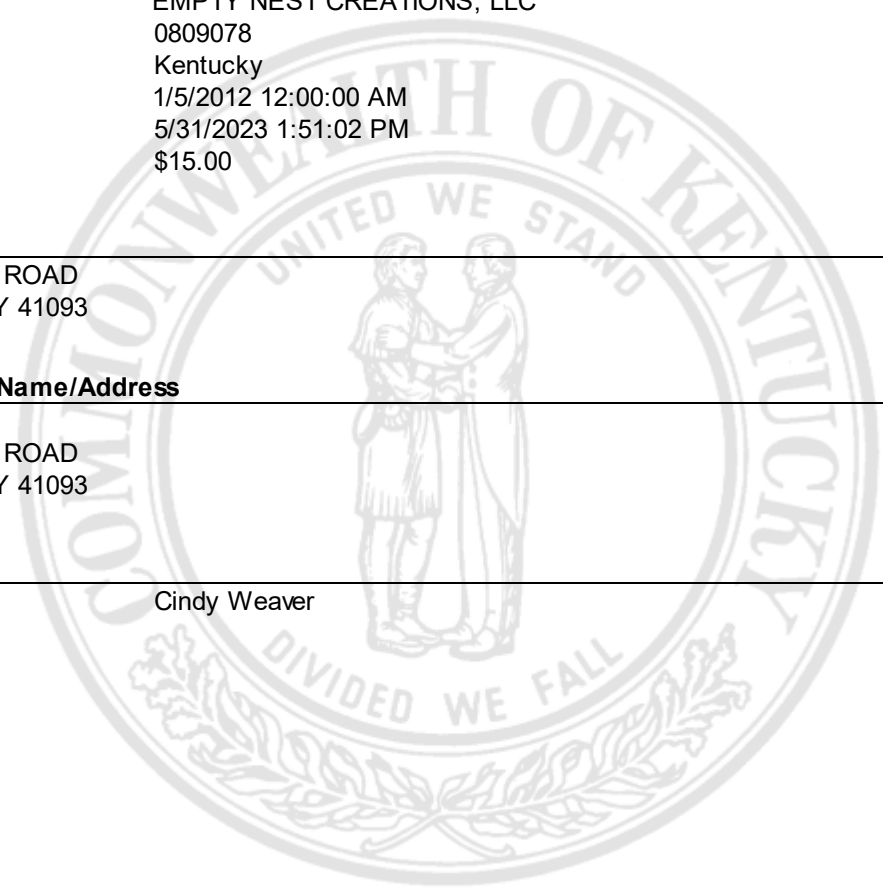 EMPTY NEST CREATIONS, LLC
0809078
Kentucky
1/5/2012 12:00:00 AM
5/31/2023 1:51:02 PM
$15.00
COMMONWEALTH OF KENTUCKY
UNITED WE STAND
ROAD
Y 41093
Name/Address
ROAD
Y 41093
Cindy Weaver
DIVIDED WE FALL